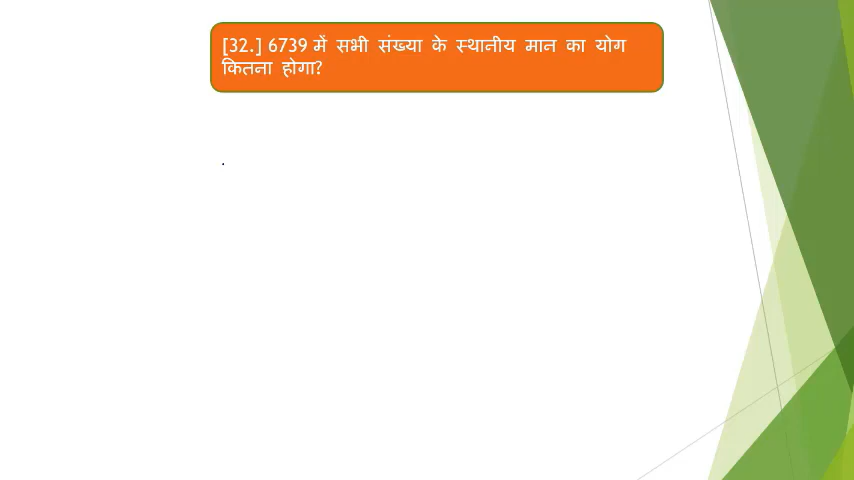 [32.] 6739 में सभी संख्या के स्थानीय मान का योग
कितना होगा?
.